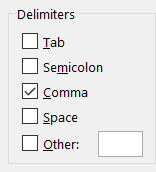 Delimiters
Tab
Semicolon
Comma
Space
Other: